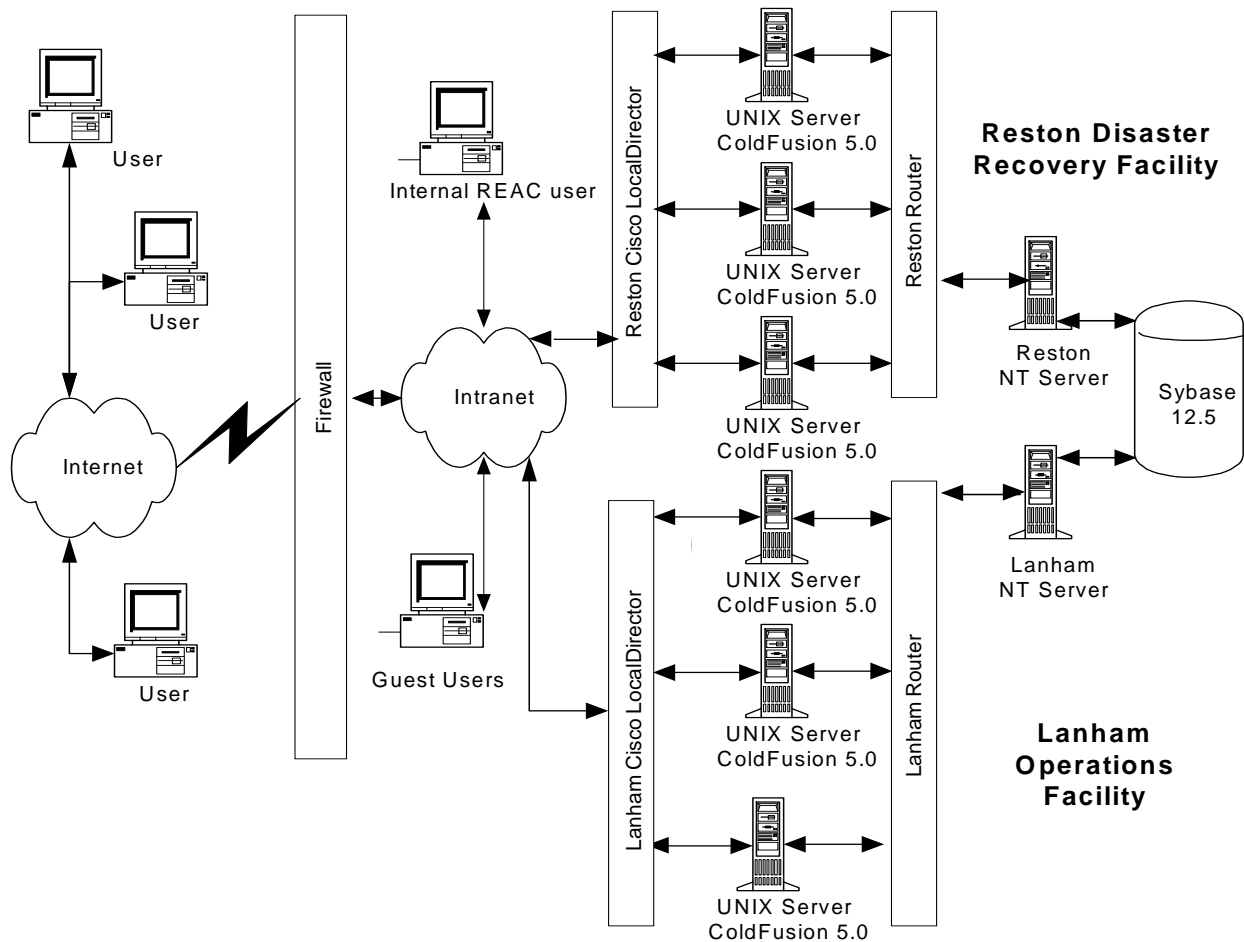 User
User
Internet
User
Firewall
Internal REAC user
Intranet
Guest Users
Reston Cisco LocalDirector
UNIX Server
ColdFusion 5.0
UNIX Server
ColdFusion 5.0
UNIX Server
ColdFusion 5.0
Reston Router
Reston Disaster
Recovery Facility
Reston
NT Server
Sybase
12.5
Lanham Cisco LocalDirector
UNIX Server
ColdFusion 5.0
UNIX Server
ColdFusion 5.0
UNIX Server
ColdFusion 5.0
Lanham Router
Lanham
NT Server
Lanham
Operations
Facility